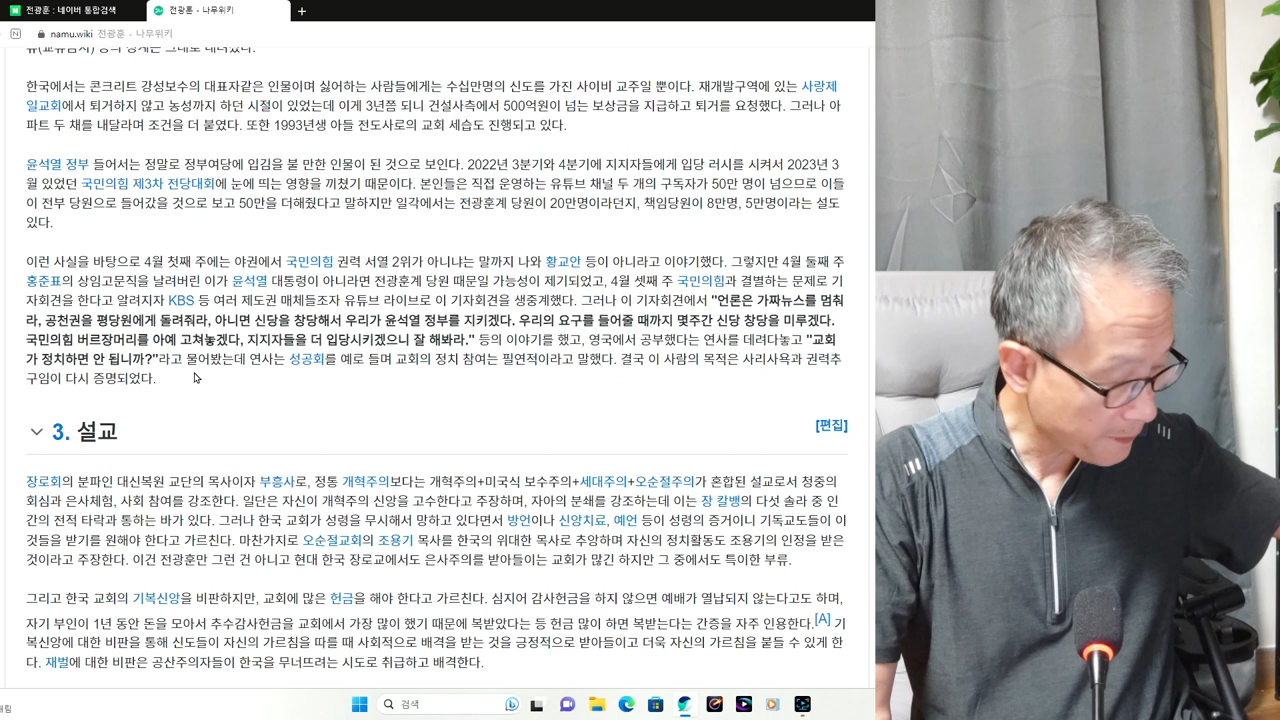 전광훈 : 네이버 통합검색
전광훈 - 나무위키
namu.wiki 전광훈 - 나무위키
한국에서는 콘크리트 강성보수의 대표자같은 인물이며 싫어하는 사람들에게는 수십만명의 신도를 가진 사이비 교주일 뿐이다. 재개발구역에 있는 사랑제
일교회에서 퇴거하지 않고 농성까지 하던 시절이 있었는데 이게 3년쯤 되니 건설사측에서 500억원이 넘는 보상금을 지급하고 퇴거를 요청했다. 그러나 아
파트 두 채를 내달라며 조건을 더 붙였다. 또한 1993년생 아들 전도사로의 교회 세습도 진행되고 있다.
윤석열 정부 들어서는 정말로 정부여당에 입김을 불 만한 인물이 된 것으로 보인다. 2022년 3분기와 4분기에 지지자들에게 입당 러시를 시켜서 2023년 3
월 있었던 국민의힘 제3차 전당대회에 눈에 띄는 영향을 끼쳤기 때문이다. 본인들은 직접 운영하는 유튜브 채널 두 개의 구독자가 50만 명이 넘으므로 이들
이 전부 당원으로 들어갔을 것으로 보고 50만을 더해줬다고 말하지만 일각에서는 전광훈계 당원이 20만명이라던지, 책임당원이 8만명, 5만명이라는 설도
있다.
이런 사실을 바탕으로 4월 첫째 주에는 야권에서 국민의힘 권력 서열 2위가 아니냐는 말까지 나와 황교안 등이 아니라고 이야기했다. 그렇지만 4월 둘째 주
홍준표의 상임고문직을 날려버린 이가 윤석열 대통령이 아니라면 전광훈계 당원 때문일 가능성이 제기되었고, 4월 셋째 주 국민의힘과 결별하는 문제로 기
자회견을 한다고 알려지자 KBS 등 여러 제도권 매체들조차 유튜브 라이브로 이 기자회견을 생중계했다. 그러나 이 기자회견에서 "언론은 가짜뉴스를 멈춰
라, 공천권을 평당원에게 돌려줘라, 아니면 신당을 창당해서 우리가 윤석열 정부를 지키겠다. 우리의 요구를 들어줄 때까지 몇주간 신당 창당을 미루겠다.
국민의힘 버르장머리를 아예 고쳐놓겠다, 지지자들을 더 입당시키겠으니 잘 해봐라." 등의 이야기를 했고, 영국에서 공부했다는 연사를 데려다놓고 "교회
가 정치하면 안 됩니까?"라고 물어봤는데 연사는 성공회를 예로 들며 교회의 정치 참여는 필연적이라고 말했다. 결국 이 사람의 목적은 사리사욕과 권력추
구임이 다시 증명되었다.
3. 설교
[편집]
장로회의 분파인 대신복원 교단의 목사이자 부흥사로, 정통 개혁주의보다는 개혁주의+미국식 보수주의+세대주의+오순절주의가 혼합된 설교로서 청중의
회심과 은사체험, 사회 참여를 강조한다. 일단은 자신이 개혁주의 신앙을 고수한다고 주장하며, 자아의 분쇄를 강조하는데 이는 장 칼뱅의 다섯 솔라 중 인
간의 전적 타락과 통하는 바가 있다. 그러나 한국 교회가 성령을 무시해서 망하고 있다면서 방언이나 신앙치료, 예언 등이 성령의 증거이니 기독교도들이 이
것들을 받기를 원해야 한다고 가르친다. 마찬가지로 오순절교회의 조용기 목사를 한국의 위대한 목사로 추앙하며 자신의 정치활동도 조용기의 인정을 받은
것이라고 주장한다. 이건 전광훈만 그런 건 아니고 현대 한국 장로교에서도 은사주의를 받아들이는 교회가 많긴 하지만 그 중에서도 특이한 부류.
그리고 한국 교회의 기복신앙을 비판하지만, 교회에 많은 헌금을 해야 한다고 가르친다. 심지어 감사헌금을 하지 않으면 예배가 열납되지 않는다고도 하며,
자기 부인이 1년 동안 돈을 모아서 추수감사헌금을 교회에서 가장 많이 했기 때문에 복받았다는 등 헌금 많이 하면 복받는다는 간증을 자주 인용한다.[A] 기
복신앙에 대한 비판을 통해 신도들이 자신의 가르침을 따를 때 사회적으로 배격을 받는 것을 긍정적으로 받아들이고 더욱 자신의 가르침을 붙들 수 있게 한
다. 재벌에 대한 비판은 공산주의자들이 한국을 무너뜨려는 시도로 취급하고 배격한다.
검색